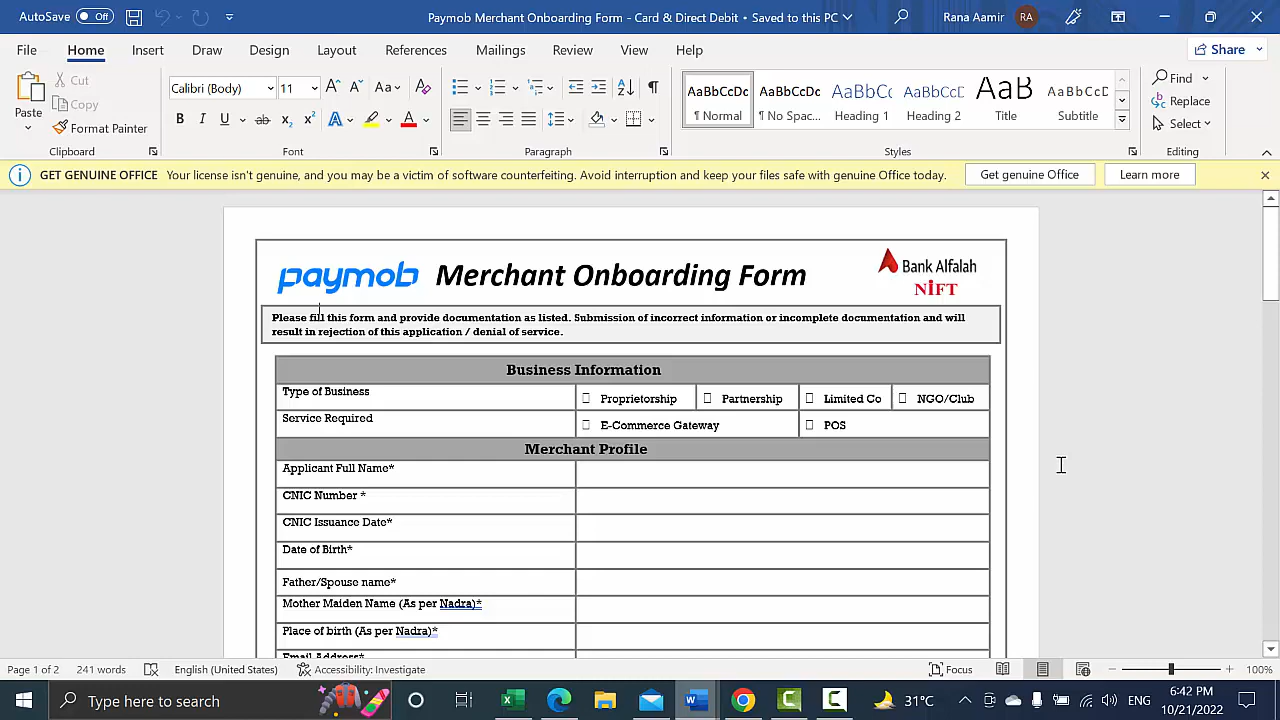 AutoSave Off Paymob Merchant Onboarding Form - Card & Direct Debit • Saved to this PC Rana Aamir RA
File Home Insert Draw Design Layout References Mailings Review View Help Share
Paste Cut Copy Format Painter
Calibri (Body) 11
AaBbCcDc AaBbCcDc AaBbCc AaBbCcD AaB AaBbCcD
¶ Normal ¶ No Spac... Heading 1 Heading 2 Title Subtitle
Find Replace Select
Clipboard Font Paragraph Styles Editing
GET GENUINE OFFICE Your license isn't genuine, and you may be a victim of software counterfeiting. Avoid interruption and keep your files safe with genuine Office today. Get genuine Office Learn more
paymob Merchant Onboarding Form Bank Alfalah
NIFT
Please fill this form and provide documentation as listed. Submission of incorrect information or incomplete documentation and will
result in rejection of this application / denial of service.
Business Information
Type of Business Proprietorship Partnership Limited Co NGO/Club
Service Required E-Commerce Gateway POS
Merchant Profile
Applicant Full Name*
CNIC Number *
CNIC Issuance Date*
Date of Birth*
Father/Spouse name*
Mother Maiden Name (As per Nadra)*
Place of birth (As per Nadra)*
Email Address*
Page 1 of 2 241 words English (United States) Accessibility: Investigate Focus 100%
Type here to search 31°C ENG 6:42 PM
10/21/2022